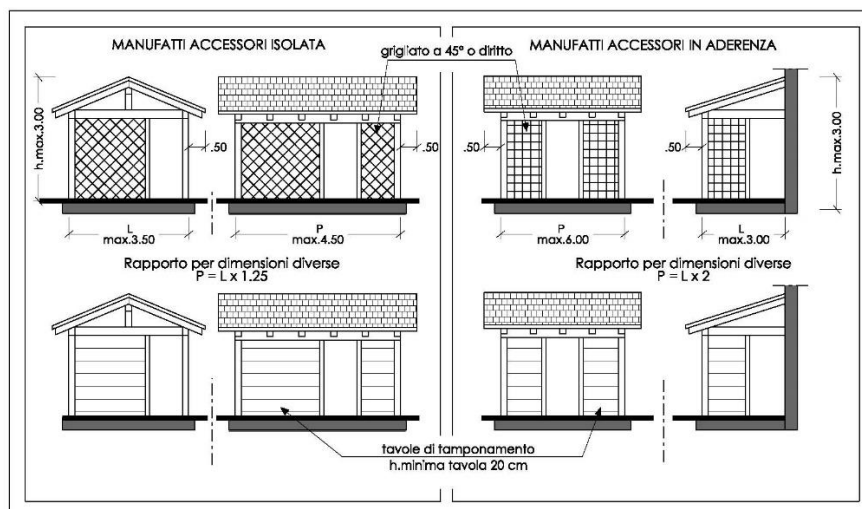 MANUFATTI ACCESSORI ISOLATA
grigliato a 45° o diritto
h.max.3.00
.50
.50
L
max.3.50
P
max.4.50
Rapporto per dimensioni diverse
P = L x 1.25
MANUFATTI ACCESSORI IN ADERENZA
.50
.50
h.max.3.00
P
max.6.00
L
max.3.00
Rapporto per dimensioni diverse
P = L x 2
tavole di tamponamento
h.minima tavola 20 cm